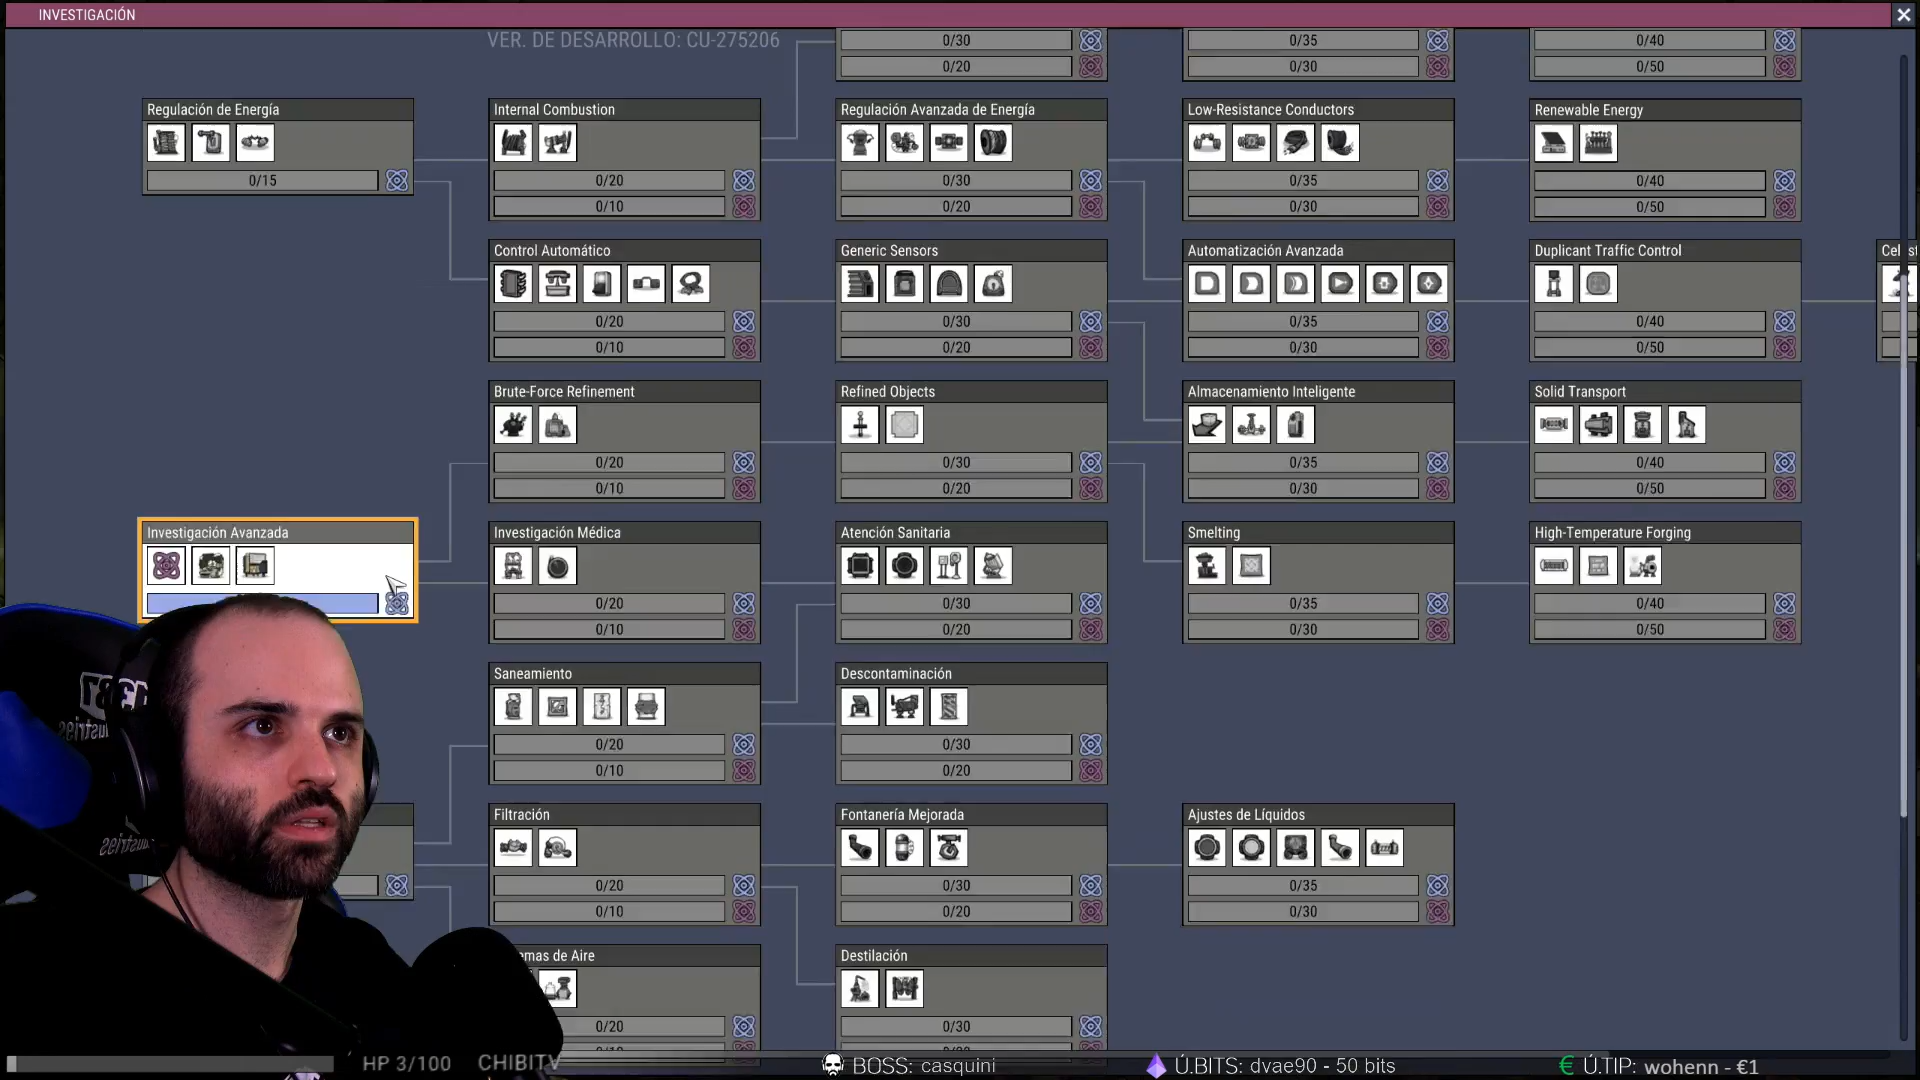 INVESTIGACIÓN
VER. DE DESARROLLO: CU-275206
0/30
0/20
0/35
0/30
0/40
0/50
Regulación de Energía
0/15
Internal Combustion
0/20
0/10
Regulación Avanzada de Energía
0/30
0/20
Low-Resistance Conductors
0/35
0/30
Renewable Energy
0/40
0/50
Control Automático
0/20
0/10
Generic Sensors
0/30
0/20
Automatización Avanzada
0/35
0/30
Duplicant Traffic Control
0/40
0/50
Brute-Force Refinement
0/20
0/10
Refined Objects
0/30
0/20
Almacenamiento Inteligente
0/35
0/30
Solid Transport
0/40
0/50
Investigación Avanzada
Investigación Médica
0/20
0/10
Atención Sanitaria
0/30
0/20
Smelting
0/35
0/30
High-Temperature Forging
0/40
0/50
Saneamiento
0/20
0/10
Descontaminación
0/30
0/20
Filtración
0/20
0/10
Fontanería Mejorada
0/30
0/20
Ajustes de Líquidos
0/35
0/30
emas de Aire
0/20
Destilación
0/30
HP 3/100
CHIBITV
BOSS: casquini
Ú.BITS: dvae90 - 50 bits
Ú.TIP: wohenn - €1